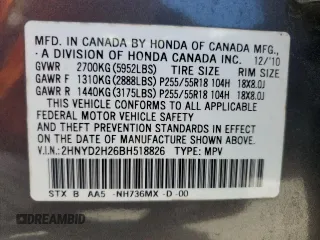 MFD. IN CANADA BY HONDA OF CANADA MFG.,
A DIVISION OF HONDA CANADA INC. 12/10
GVWR 2700KG(5952LBS) TIRE SIZE RIM SIZE
GAWR F 1310KG(2888LBS) P255/55R18 104H 18X8.0J
GAWR R 1440KG(3175LBS) P255/55R18 104H 18X8.0J
THIS VEHICLE CONFORMS TO ALL APPLICABLE
FEDERAL MOTOR VEHICLE SAFETY
STANDARDS IN EFFECT ON THE DATE OF
MANUFACTURE SHOWN ABOVE.
V.I.N.: 2HNYD2H26BH518826 TYPE: MPV
STX B AA5 -NH736MX -D -00
DREAMBID